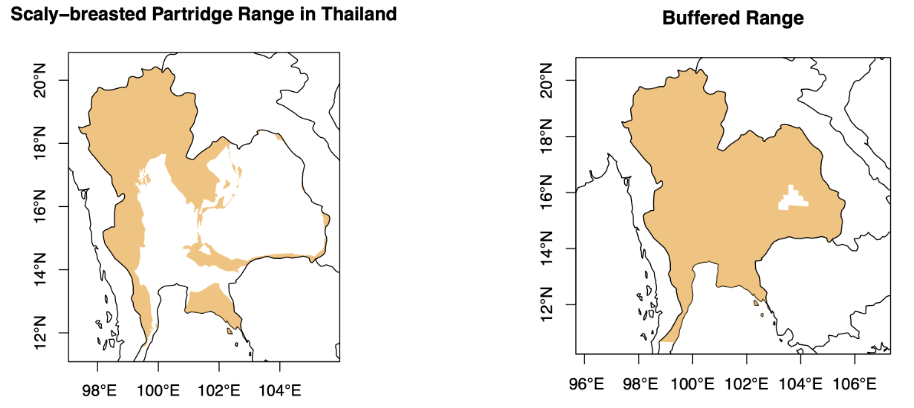 Scaly–breasted Partridge Range in Thailand
20°N
18°N
16°N
14°N
12°N
98°E 100°E 102°E 104°E
Buffered Range
20°N
18°N
16°N
14°N
12°N
96°E 98°E 100°E 102°E 104°E 106°E